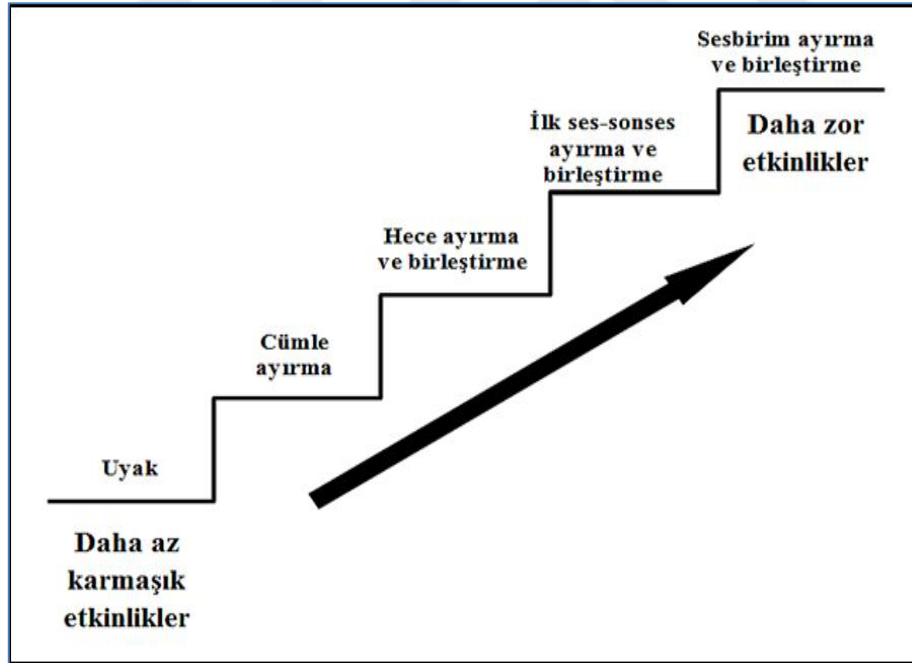 Sesbirim ayırma
ve birleştirme
Daha zor
etkinlikler
İlk ses-sonses
ayırma ve
birleştirme
Hece ayırma
ve birleştirme
Cümle
ayırma
Uyak
Daha az
karmaşık
etkinlikler